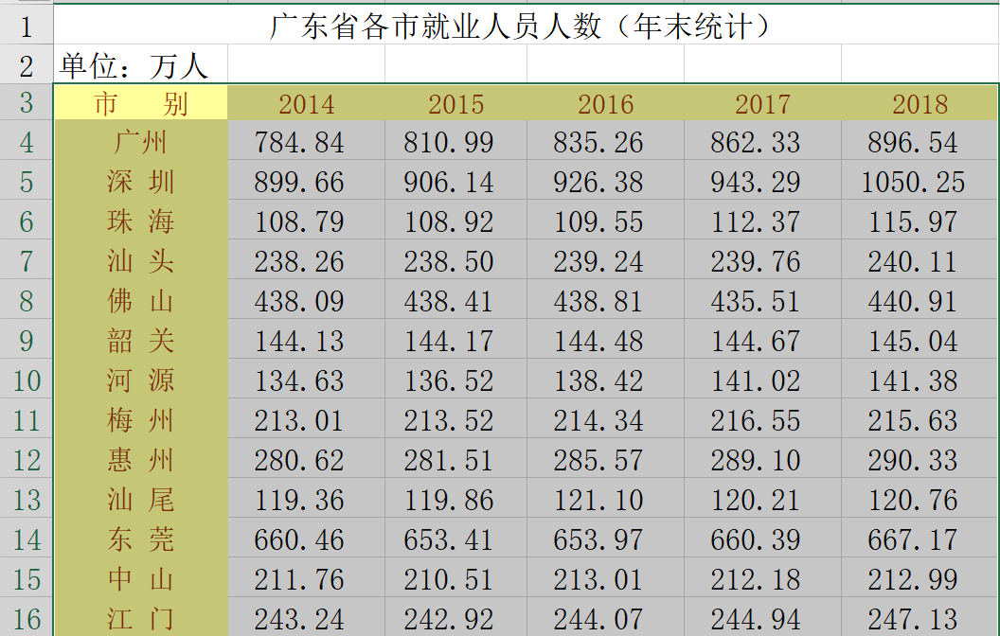 1 广东省各市就业人员人数（年末统计）
2 单位：万人
3 市 别 2014 2015 2016 2017 2018
4 广州 784.84 810.99 835.26 862.33 896.54
5 深 圳 899.66 906.14 926.38 943.29 1050.25
6 珠 海 108.79 108.92 109.55 112.37 115.97
7 汕 头 238.26 238.50 239.24 239.76 240.11
8 佛 山 438.09 438.41 438.81 435.51 440.91
9 韶 关 144.13 144.17 144.48 144.67 145.04
10 河 源 134.63 136.52 138.42 141.02 141.38
11 梅 州 213.01 213.52 214.34 216.55 215.63
12 惠 州 280.62 281.51 285.57 289.10 290.33
13 汕 尾 119.36 119.86 121.10 120.21 120.76
14 东 莞 660.46 653.41 653.97 660.39 667.17
15 中 山 211.76 210.51 213.01 212.18 212.99
16 江 门 243.24 242.92 244.07 244.94 247.13